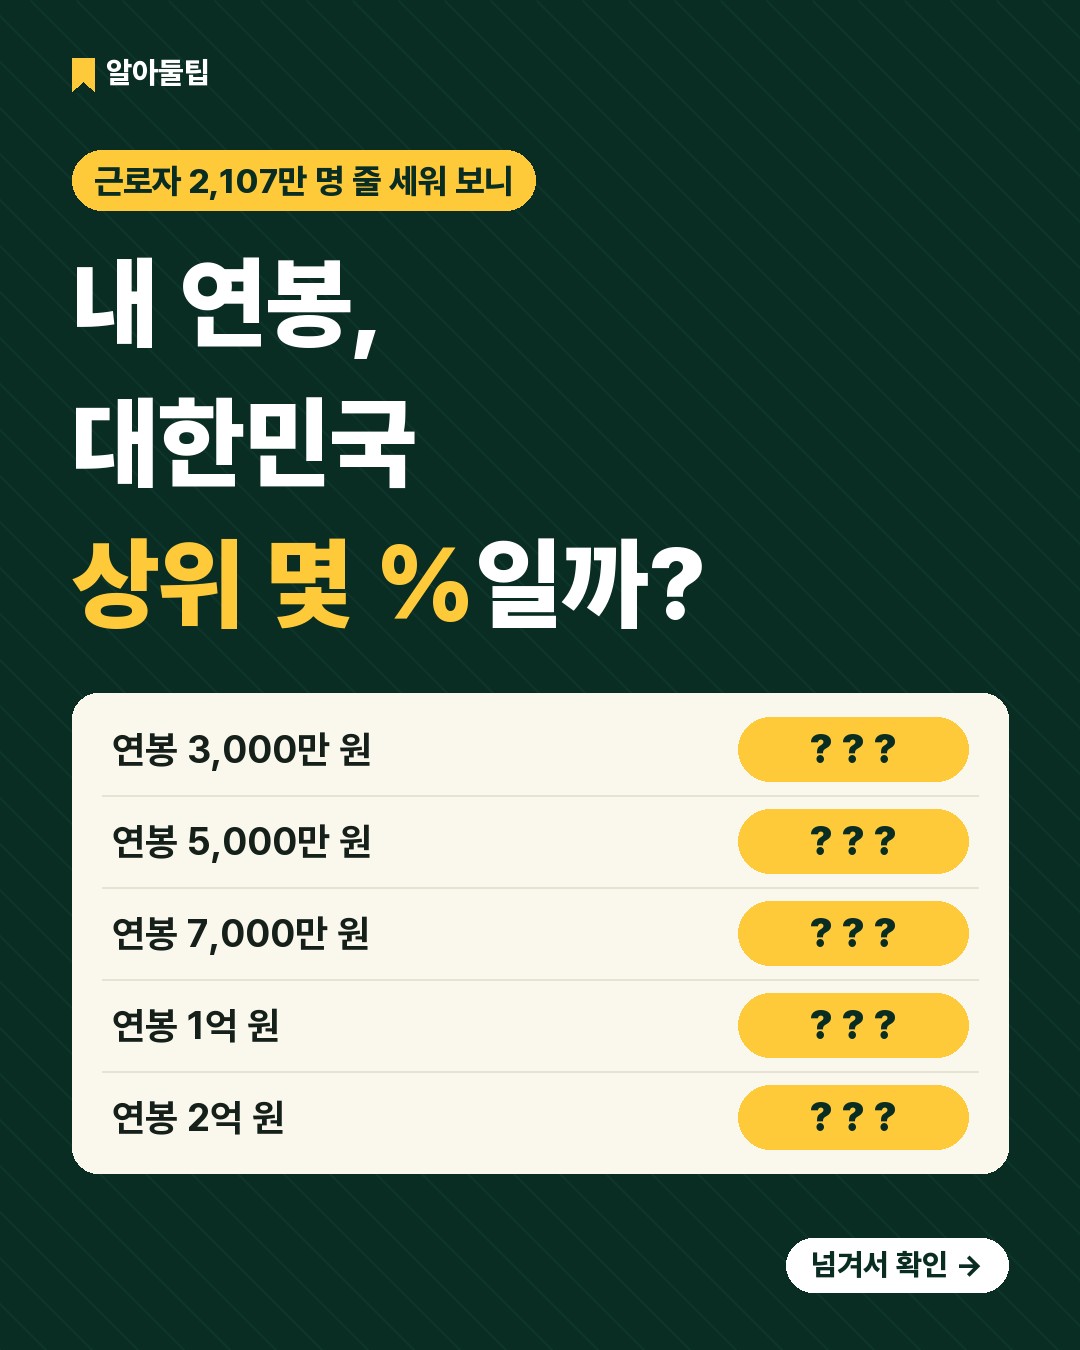 알아둘팁
근로자 2,107만 명 줄 세워 보니
내 연봉,
대한민국
상위 몇 %일까?
연봉 3,000만 원 ???
연봉 5,000만 원 ???
연봉 7,000만 원 ???
연봉 1억 원 ???
연봉 2억 원 ???
넘겨서 확인 →